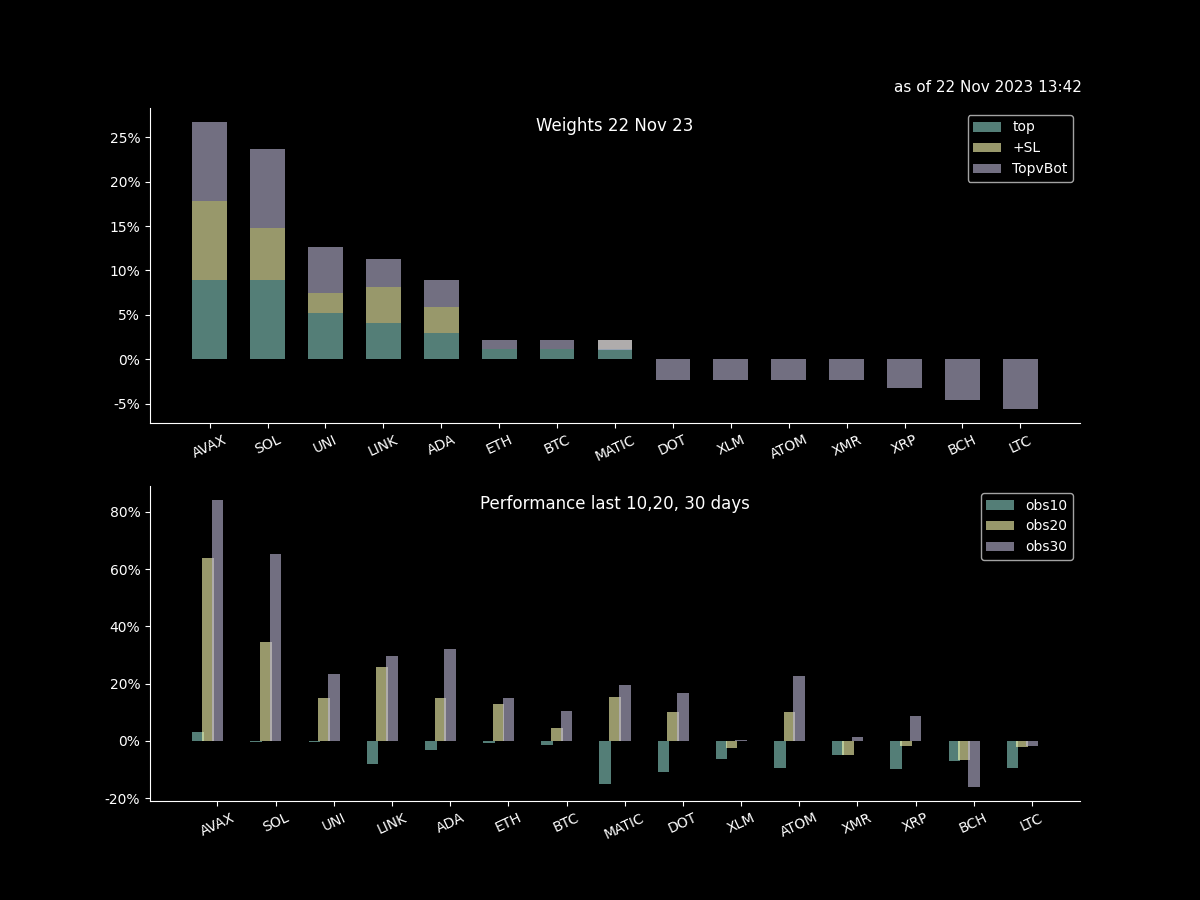 as of 22 Nov 2023 13:42
Weights 22 Nov 23
top
+SL
TopvBot
25%
20%
15%
10%
5%
0%
-5%
AVAX SOL UNI LINK ADA ETH BTC MATIC DOT XLM ATOM XMR XRP BCH LTC
Performance last 10,20, 30 days
obs10
obs20
obs30
80%
60%
40%
20%
0%
-20%
AVAX SOL UNI LINK ADA ETH BTC MATIC DOT XLM ATOM XMR XRP BCH LTC